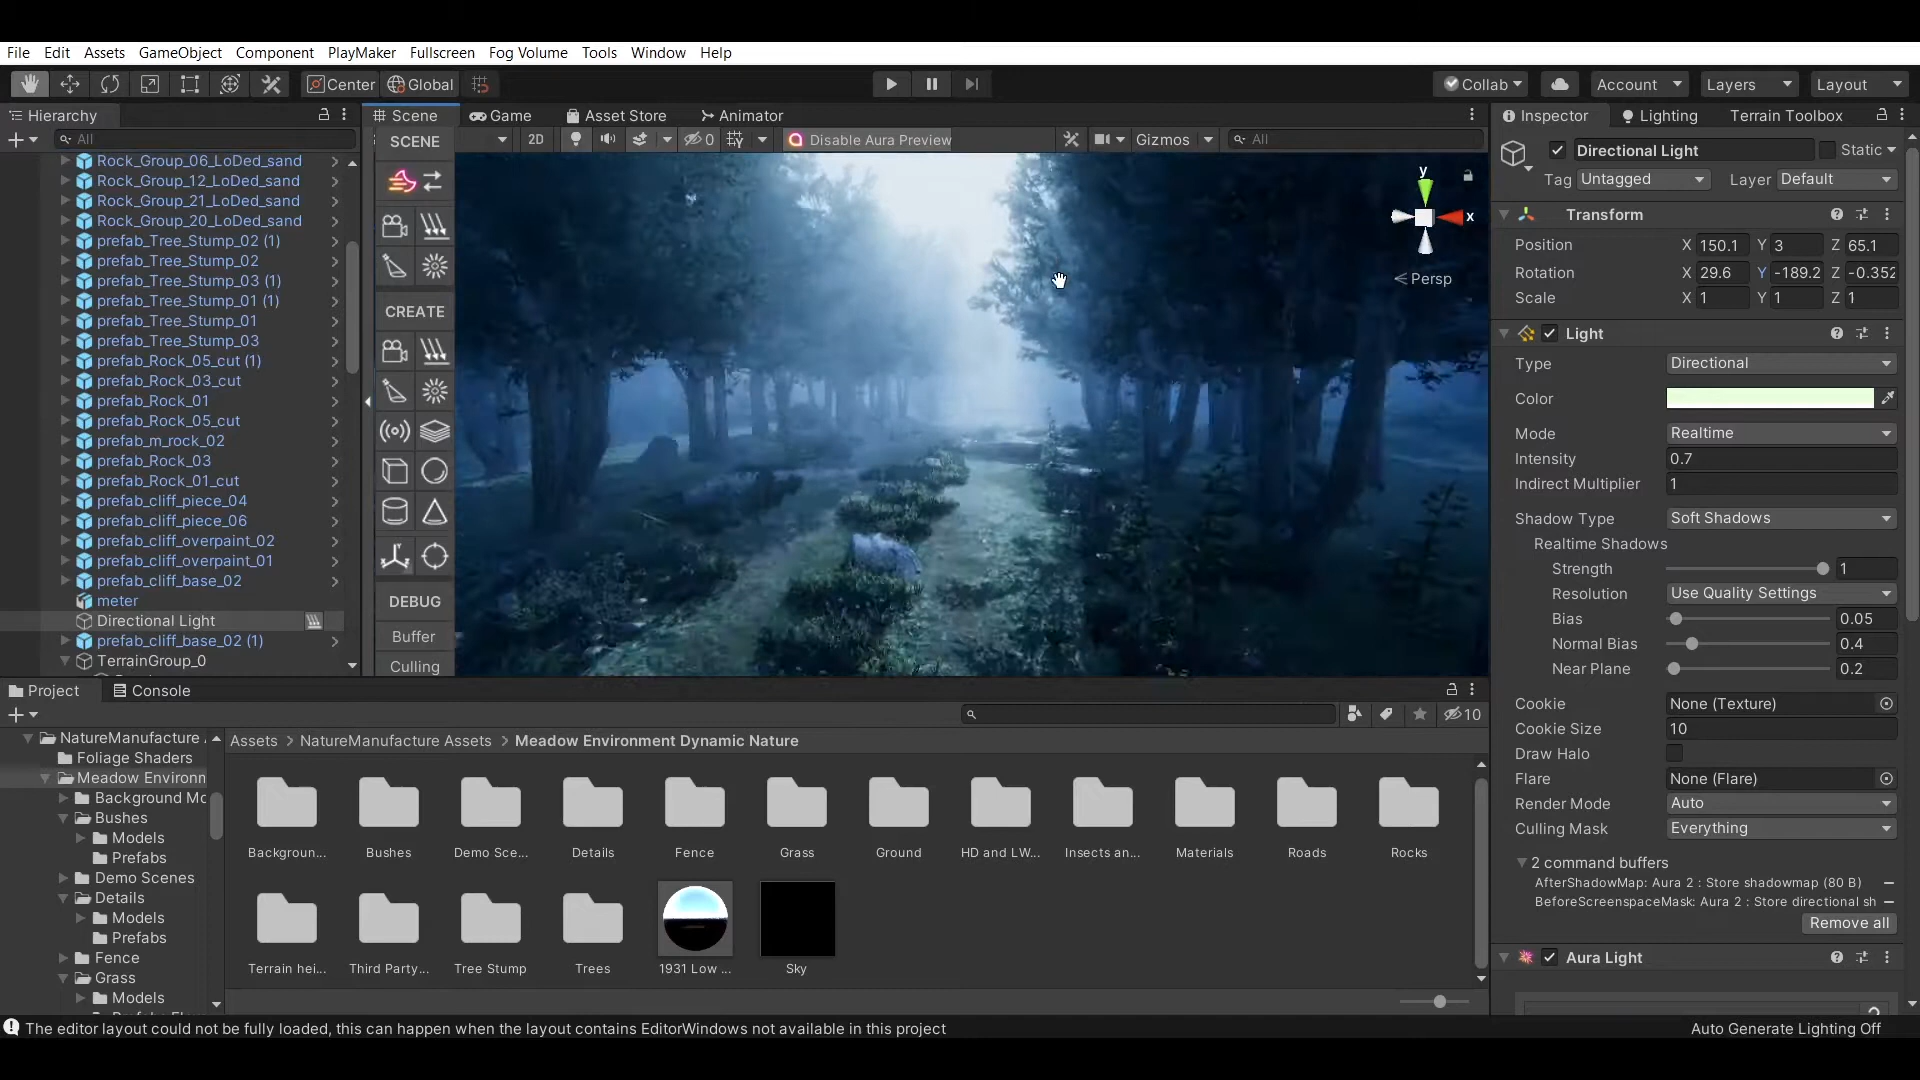 File Edit Assets GameObject Component PlayMaker Fullscreen Fog Volume Tools Window Help
Center Global Collab Account Layers Layout
Hierarchy
All
Rock_Group_06_LoDed_sand
Rock_Group_12_LoDed_sand
Rock_Group_21_LoDed_sand
Rock_Group_20_LoDed_sand
prefab_Tree_Stump_02 (1)
prefab_Tree_Stump_02
prefab_Tree_Stump_03 (1)
prefab_Tree_Stump_01 (1)
prefab_Tree_Stump_01
prefab_Tree_Stump_03
prefab_Rock_05_cut (1)
prefab_Rock_03_cut
prefab_Rock_01
prefab_Rock_05_cut
prefab_m_rock_02
prefab_Rock_03
prefab_Rock_01_cut
prefab_cliff_piece_04
prefab_cliff_piece_06
prefab_cliff_overpaint_02
prefab_cliff_overpaint_01
prefab_cliff_base_02
meter
Directional Light
prefab_cliff_base_02 (1)
TerrainGroup_0
Scene Game Asset Store Animator
2D 0 Disable Aura Preview Gizmos All
SCENE
CREATE
DEBUG
Buffer
Culling
y
x
< Persp
Inspector Lighting Terrain Toolbox
Directional Light Static
Tag Untagged Layer Default
Transform
Position X 150.1 Y 3 Z 65.1
Rotation X 29.6 Y -189.2 Z -0.352
Scale X 1 Y 1 Z 1
Light
Type Directional
Color
Mode Realtime
Intensity 0.7
Indirect Multiplier 1
Shadow Type Soft Shadows
Realtime Shadows
Strength 1
Resolution Use Quality Settings
Bias 0.05
Normal Bias 0.4
Near Plane 0.2
Cookie None (Texture)
Cookie Size 10
Draw Halo
Flare None (Flare)
Render Mode Auto
Culling Mask Everything
2 command buffers
AfterShadowMap: Aura 2 : Store shadowmap (80 B)
BeforeScreenspaceMask: Aura 2 : Store directional sh
Remove all
Aura Light
Project Console
10
NatureManufacture
Foliage Shaders
Meadow Environn
Background Mc
Bushes
Models
Prefabs
Demo Scenes
Details
Models
Prefabs
Fence
Grass
Models
Assets > NatureManufacture Assets > Meadow Environment Dynamic Nature
Backgroun... Bushes Demo Sce... Details Fence Grass Ground HD and LW... Insects an... Materials Roads Rocks
Terrain hei... Third Party... Tree Stump Trees 1931 Low ... Sky
The editor layout could not be fully loaded, this can happen when the layout contains EditorWindows not available in this project
Auto Generate Lighting Off